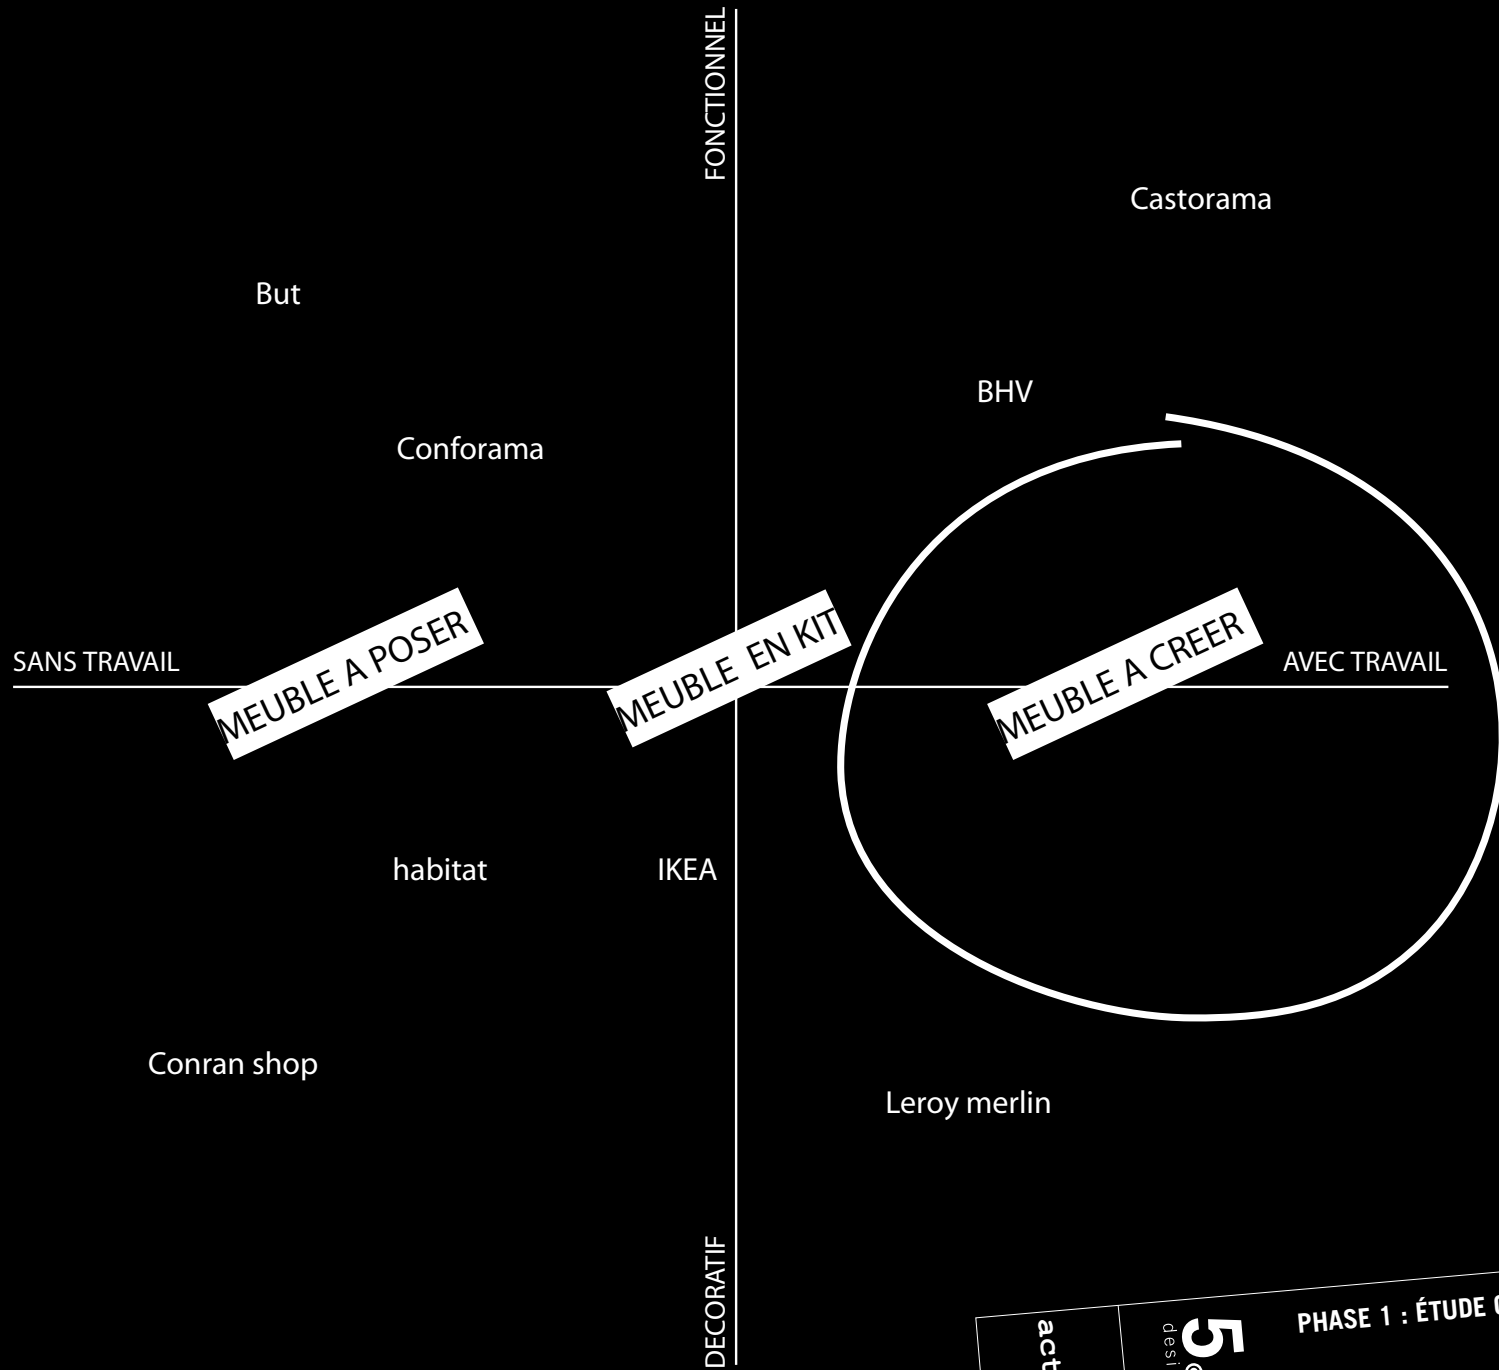 FONCTIONNEL
Castorama
But
BHV
Conforama
SANS TRAVAIL
MEUBLE A POSER
MEUBLE EN KIT
MEUBLE A CREER
AVEC TRAVAIL
habitat
IKEA
Conran shop
Leroy merlin
DECORATIF
PHASE 1 : ÉTUDE
5